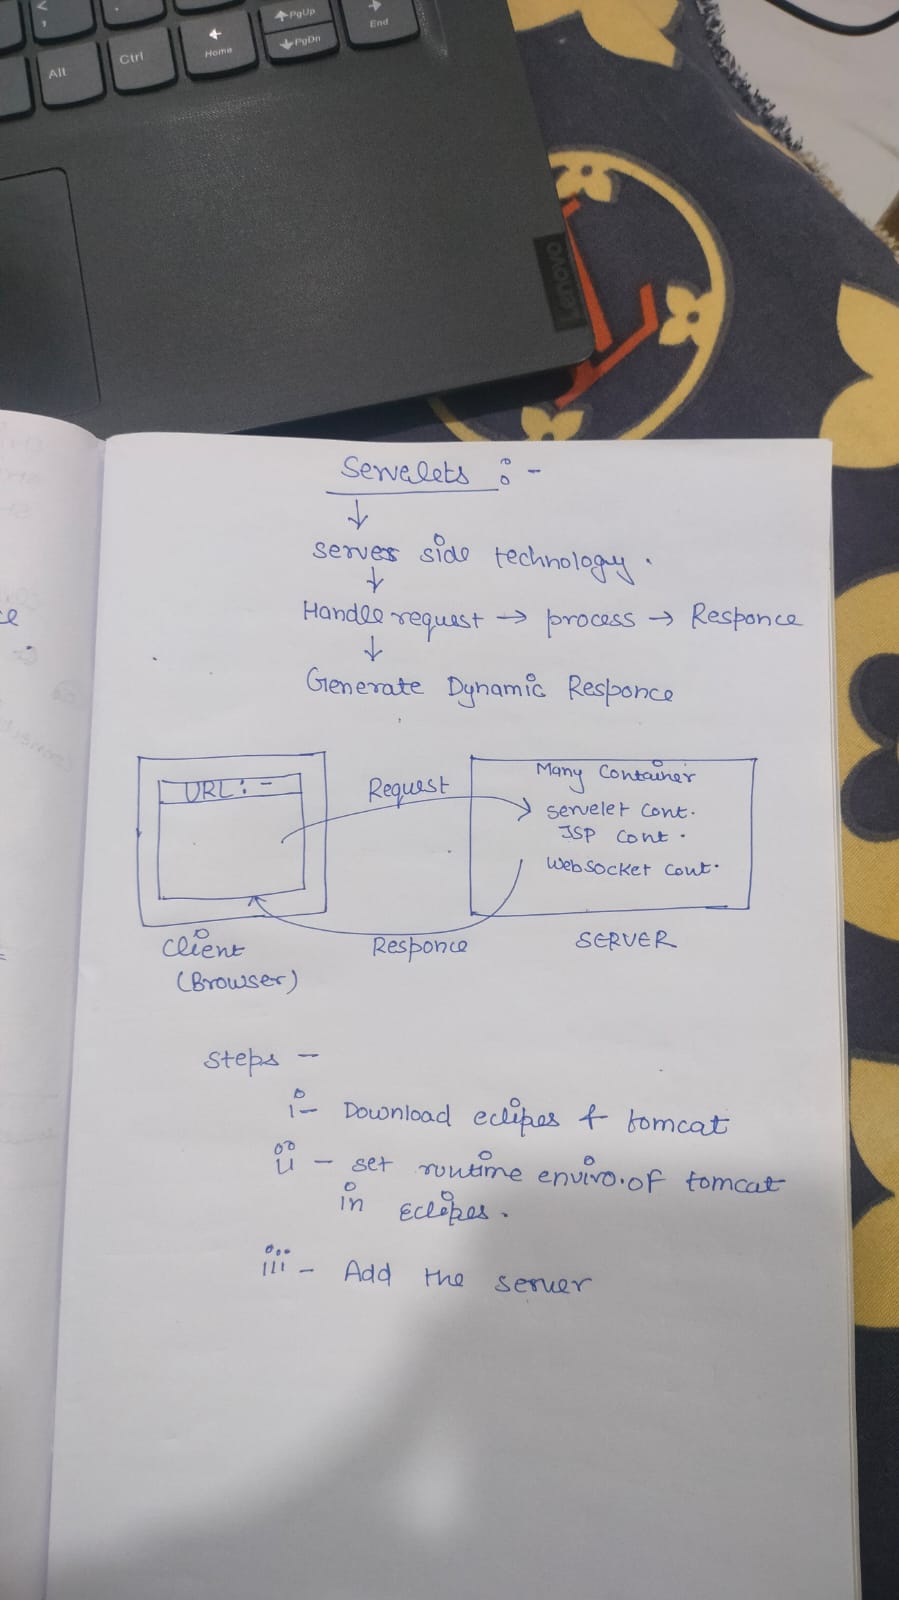 <
,
.
Alt
Ctrl
Home
PgUp
PgDn
End
Lenovo
Servelets :-
server side technology.
Handle request → process → Responce
Generate Dynamic Responce
URL: -
Request
Many Container
servelet cont.
JSP cont.
Websocket cont.
Responce
Client
(Browser)
SERVER
Steps -
i- Download eclipes & tomcat
ii - set runtime enviro. of tomcat
in Eclipes.
iii - Add the server